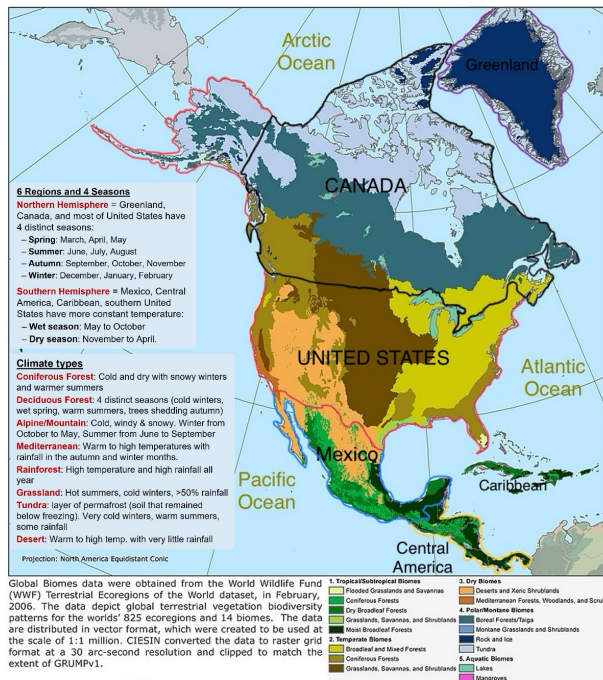 Arctic
Ocean
Greenland
CANADA
UNITED STATES
Atlantic
Ocean
Mexico
Pacific
Ocean
Caribbean
Central
America
6 Regions and 4 Seasons
Northern Hemisphere = Greenland,
Canada, and most of United States have
4 distinct seasons:
– Spring: March, April, May
– Summer: June, July, August
– Autumn: September, October, November
– Winter: December, January, February
Southern Hemisphere = Mexico, Central
America, Caribbean, southern United
States have more constant temperature:
– Wet season: May to October
– Dry season: November to April.
Climate types
Coniferous Forest: Cold and dry with snowy winters
and warmer summers
Deciduous Forest: 4 distinct seasons (cold winters,
wet spring, warm summers, trees shedding autumn)
Alpine/Mountain: Cold, windy & snowy. Winter from
October to May, Summer from June to September
Mediterranean: Warm to high temperatures with
rainfall in the autumn and winter months.
Rainforest: High temperature and high rainfall all
year
Grassland: Hot summers, cold winters, >50% rainfall
Tundra: layer of permafrost (soil that remained
below freezing). Very cold winters, warm summers,
some rainfall
Desert: Warm to high temp. with very little rainfall
Projection: North America Equidistant Conic
Global Biomes data were obtained from the World Wildlife Fund
(WWF) Terrestrial Ecoregions of the World dataset, in February,
2006. The data depict global terrestrial vegetation biodiversity
patterns for the worlds' 825 ecoregions and 14 biomes. The data
are distributed in vector format, which were created to be used at
the scale of 1:1 million. CIESIN converted the data to raster grid
format at a 30 arc-second resolution and clipped to match the
extent of GRUMPv1.
1. Tropical/Subtropical Biomes
Flooded Grasslands and Savannas
Coniferous Forests
Dry Broadleaf Forests
Grasslands, Savannas, and Shrublands
Moist Broadleaf Forests
2. Temperate Biomes
Broadleaf and Mixed Forests
Coniferous Forests
Grasslands, Savannas, and Shrublands
3. Dry Biomes
Deserts and Xeric Shrublands
Mediterranean Forests, Woodlands, and Scrub
4. Polar/Montane Biomes
Boreal Forests/Taiga
Montane Grasslands and Shrublands
Rock and Ice
Tundra
5. Aquatic Biomes
Lakes
Mangroves